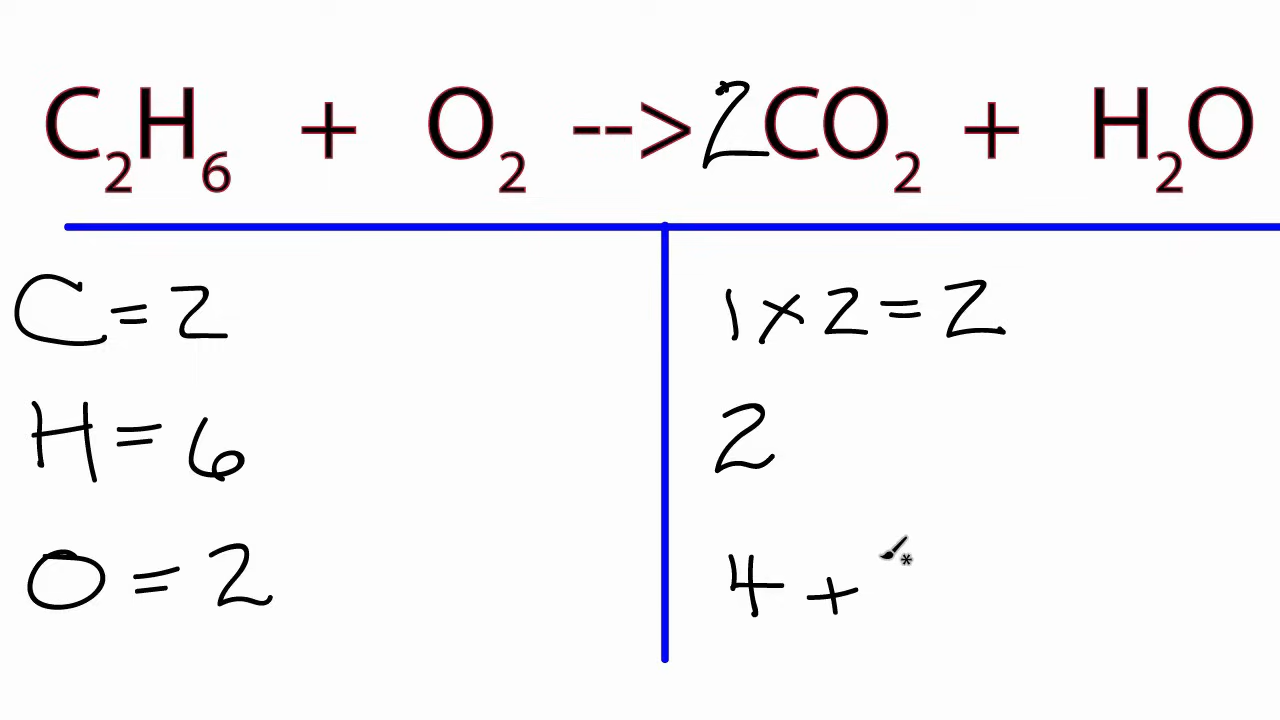 C₂H₆ + O₂ --> 2CO₂ + H₂O
C = 2 1 x 2 = 2
H = 6 2
O = 2 4 +